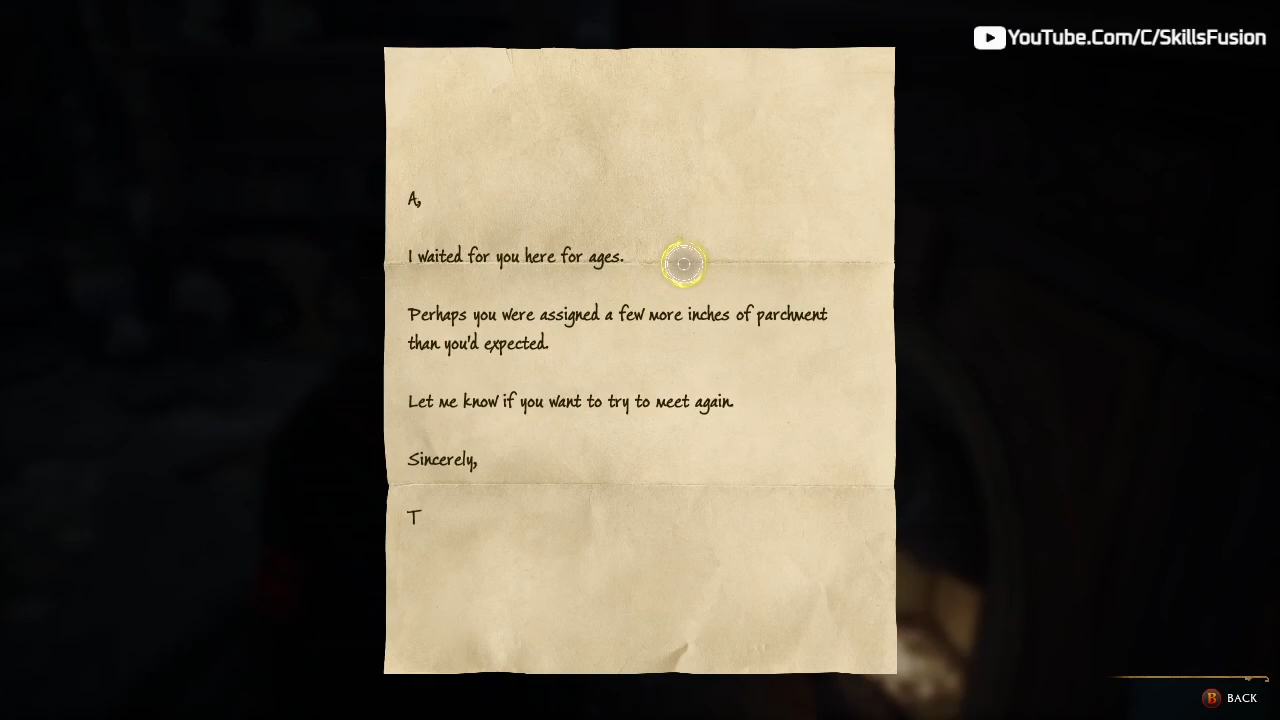 YouTube.Com/C/SkillsFusion
A,
I waited for you here for ages.
Perhaps you were assigned a few more inches of parchment
than you'd expected.
Let me know if you want to try to meet again.
Sincerely,
T
B BACK